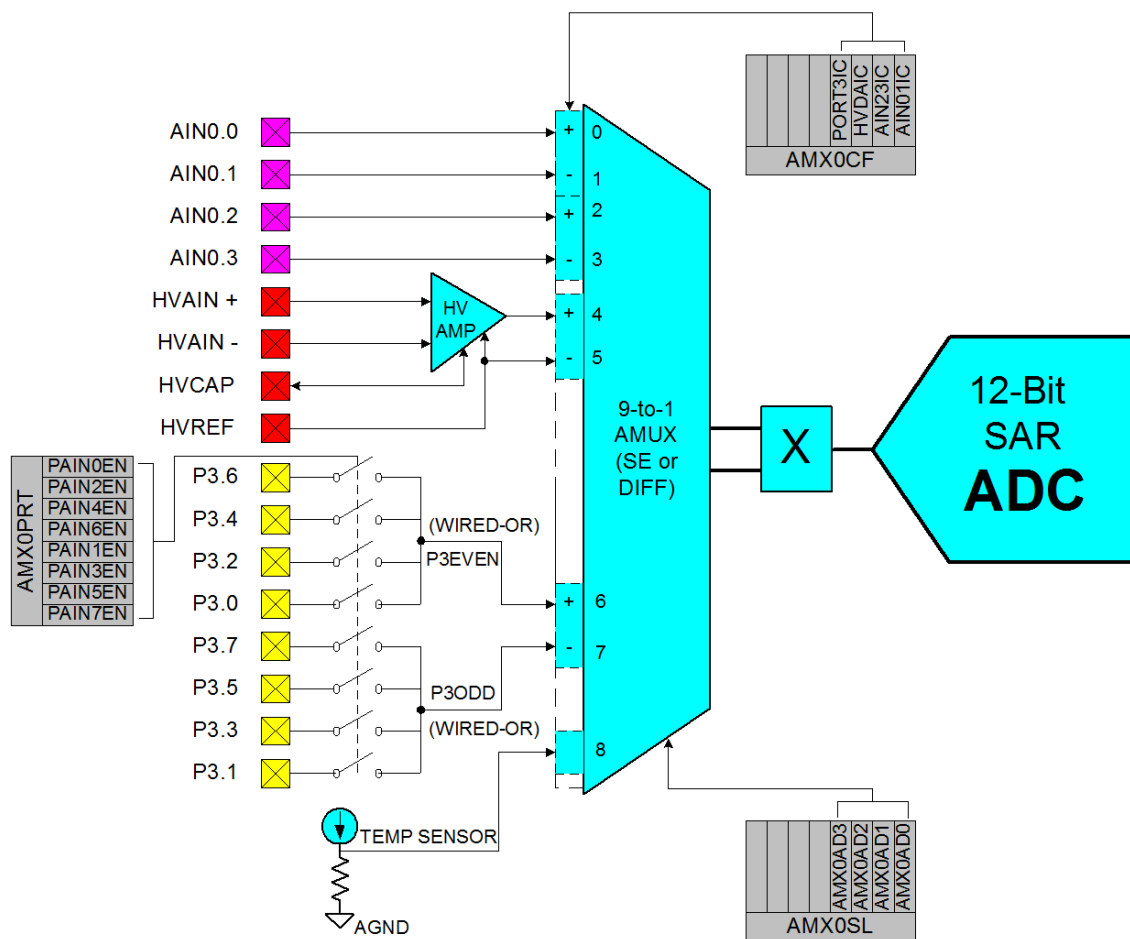 PORT3IC
HVDAIC
AIN23IC
AIN01IC
AMX0CF
AIN0.0
AIN0.1
AIN0.2
AIN0.3
HVAIN +
HVAIN -
HVCAP
HVREF
HV
AMP
+ 0
- 1
+ 2
- 3
+ 4
- 5
9-to-1
AMUX
(SE or
DIFF)
X
12-Bit
SAR
ADC
AMX0PRT
PAIN0EN
PAIN2EN
PAIN4EN
PAIN6EN
PAIN1EN
PAIN3EN
PAIN5EN
PAIN7EN
P3.6
P3.4
P3.2
P3.0
P3.7
P3.5
P3.3
P3.1
(WIRED-OR)
P3EVEN
P3ODD
(WIRED-OR)
+ 6
- 7
8
TEMP SENSOR
AGND
AMX0AD3
AMX0AD2
AMX0AD1
AMX0AD0
AMX0SL